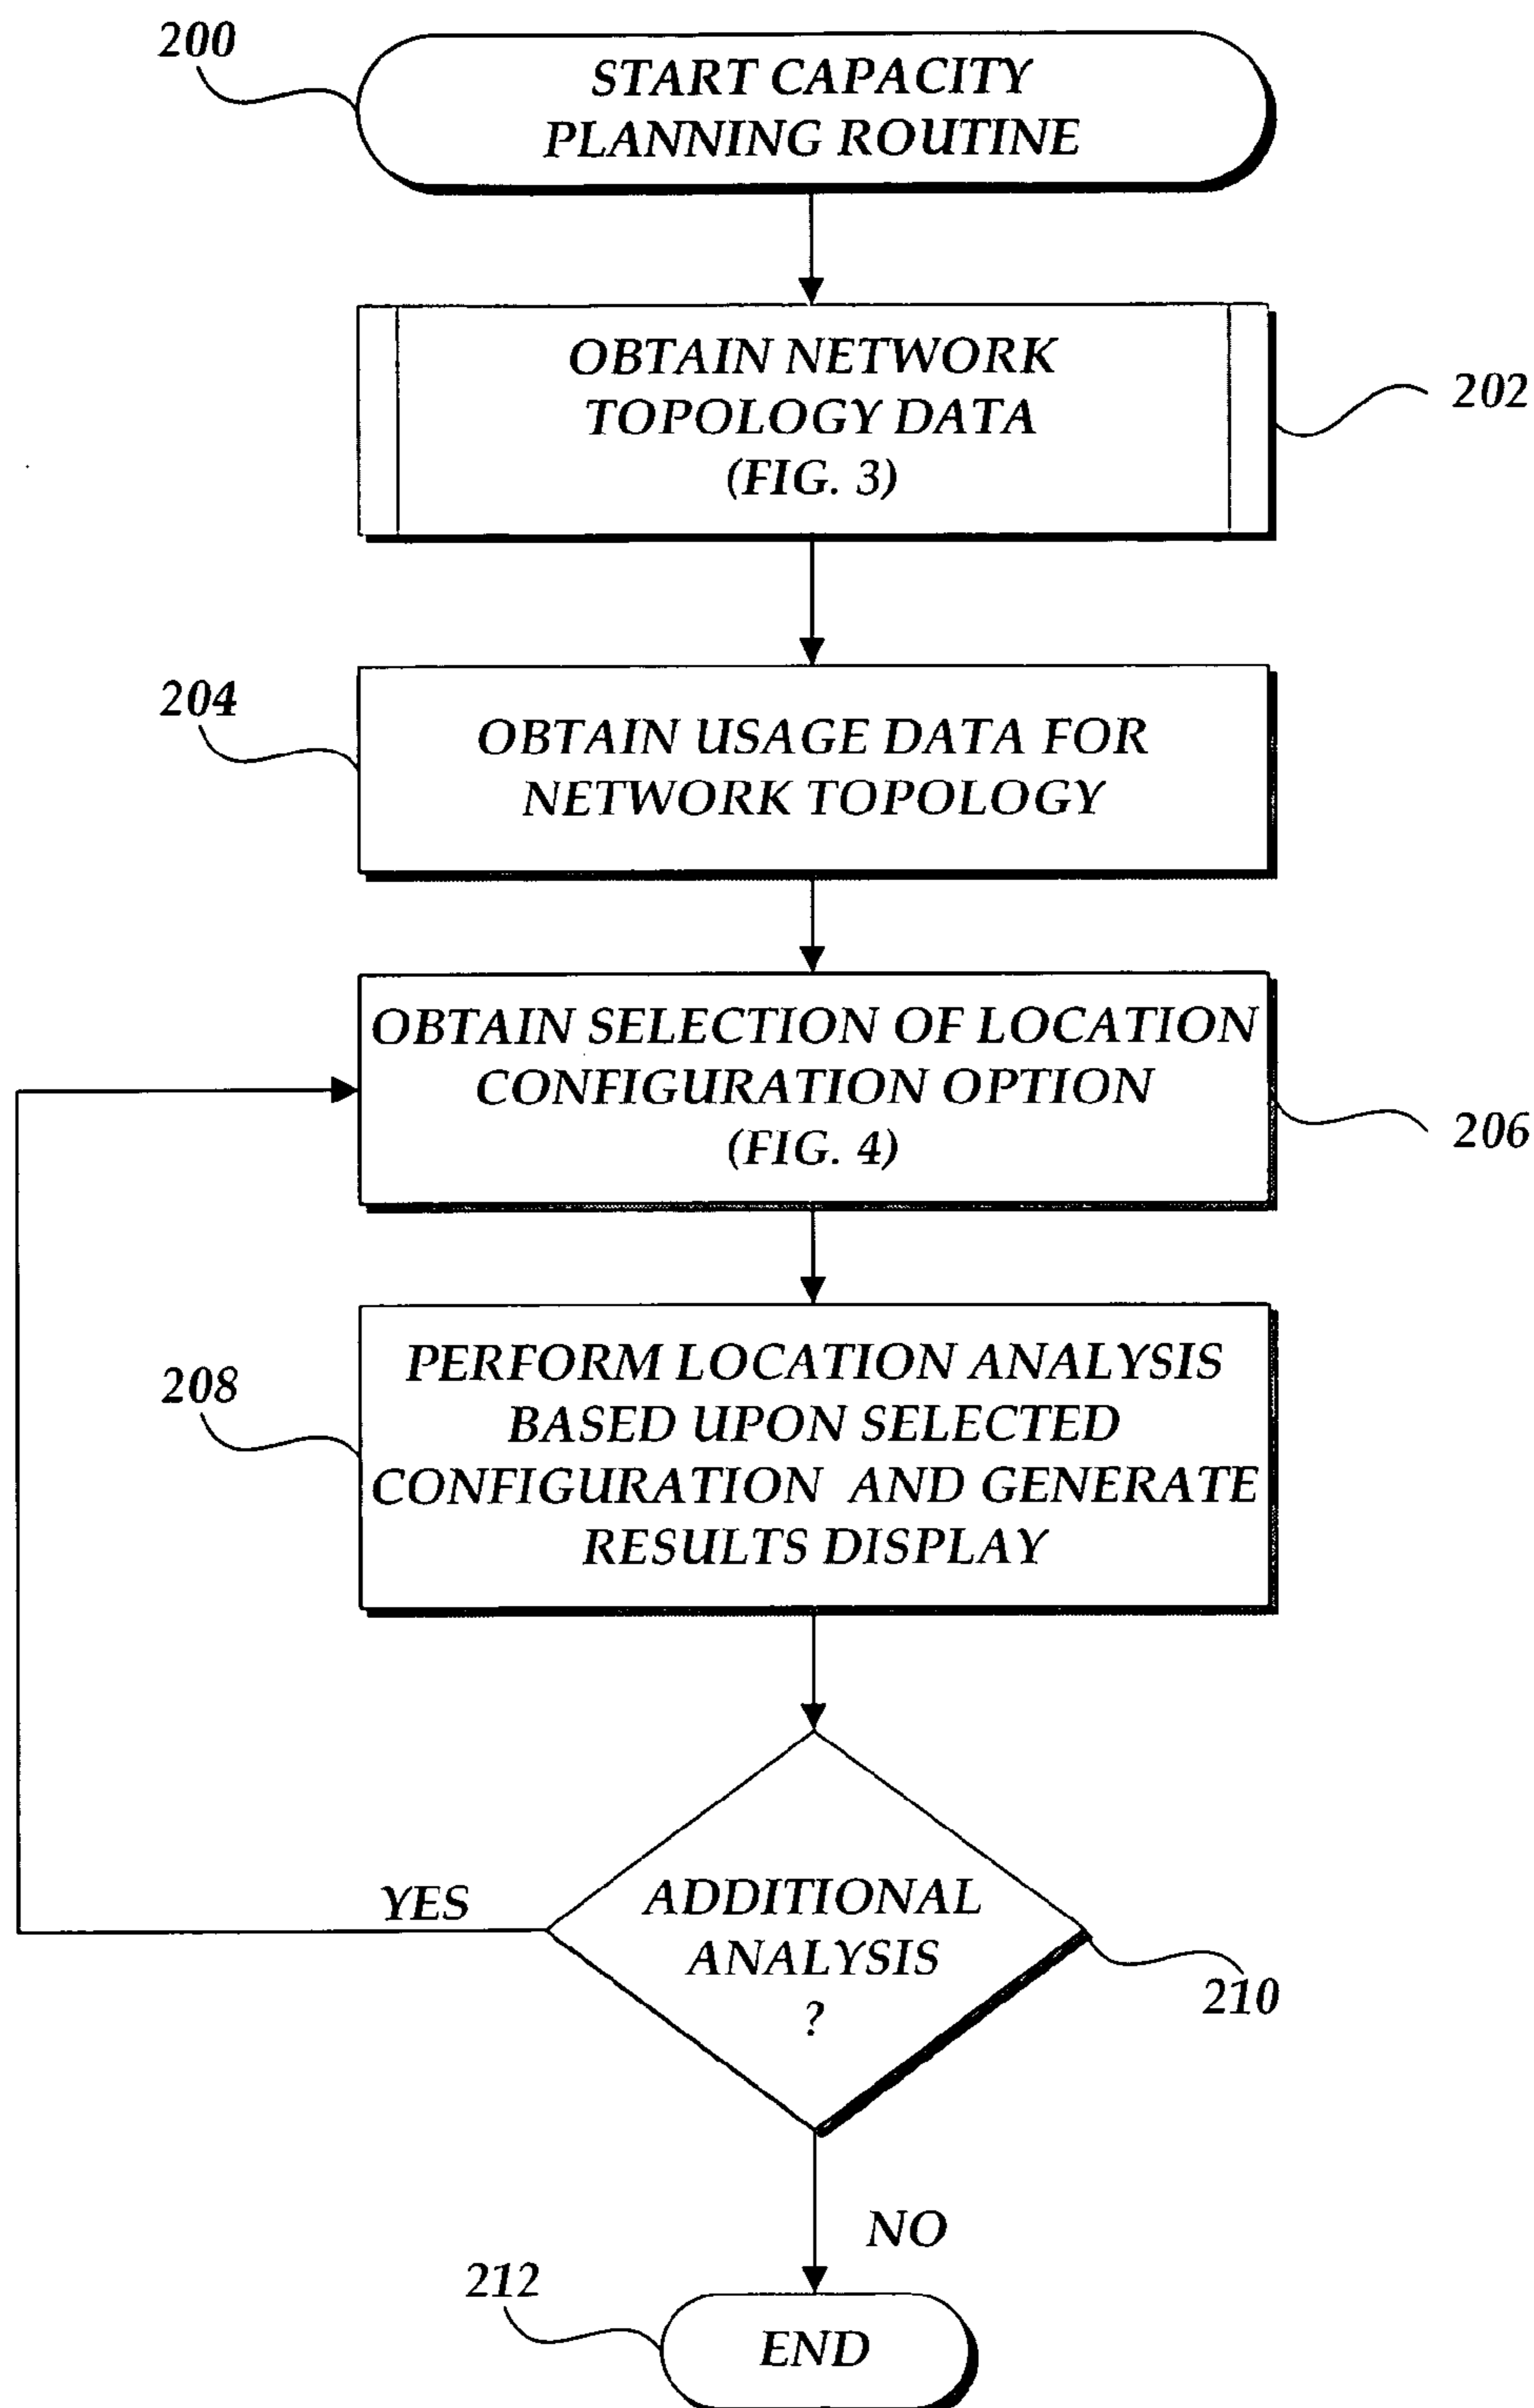 200
START CAPACITY
PLANNING ROUTINE
OBTAIN NETWORK
TOPOLOGY DATA
(FIG. 3)
202
204
OBTAIN USAGE DATA FOR
NETWORK TOPOLOGY
OBTAIN SELECTION OF LOCATION
CONFIGURATION OPTION
(FIG. 4)
206
208
PERFORM LOCATION ANALYSIS
BASED UPON SELECTED
CONFIGURATION AND GENERATE
RESULTS DISPLAY
YES
ADDITIONAL
ANALYSIS
?
210
NO
212
END